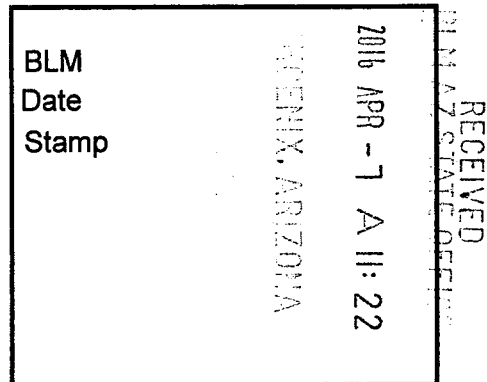 BLM
Date
Stamp
RECEIVED
BLM AZ STATE OFFICE
2016 APR -7 A 11: 22
PHOENIX, ARIZONA